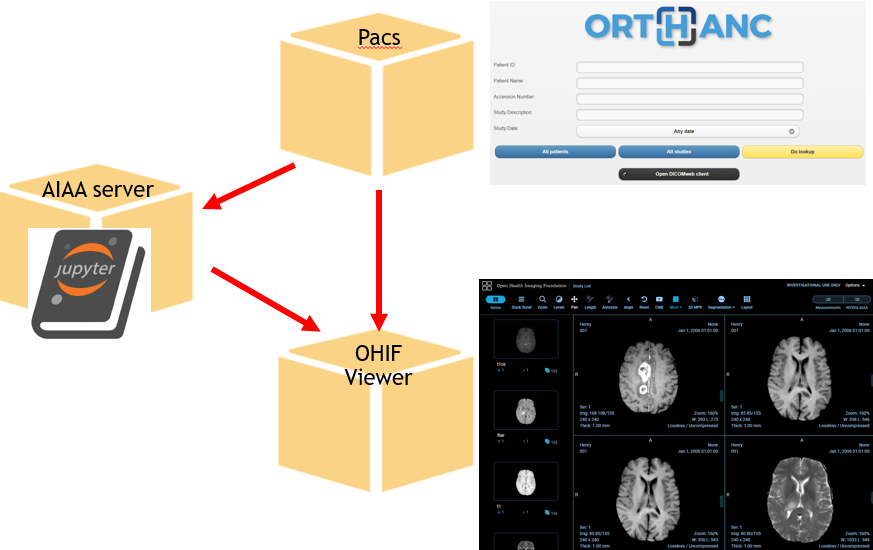 Pacs
AIAA server
jupyter
OHIF
Viewer
ORTHANC
Patient ID:
Patient Name:
Accession Number:
Study Description:
Study Date:
Any date
All patients
All studies
Do lookup
Open DICOMweb client
Open Health Imaging Foundation
Study List
INVESTIGATIONAL USE ONLY
Options
Series
Stack Scroll
Zoom
Levels
Pan
Length
Annotate
Angle
Reset
CINE
More
2D MPR
Segmentation
Layout
Measurements
NVIDIA AIAA
t1ce
s: 1
155
flair
s: 1
155
t1
s: 1
155
Henry
001
A
None
Jan 1, 2006 01:01:00
R
Ser: 1
Img: 108 108/155
240 x 240
Thick: 1.00 mm
Zoom: 160%
Lossless / Uncompressed
Henry
001
A
None
Jan 1, 2006 01:01:00
R
Ser: 1
Img: 85 85/155
240 x 240
Thick: 1.00 mm
Zoom: 160%
Lossless / Uncompressed
Henry
001
A
None
Jan 1, 2006 01:01:00
R
Ser: 1
Img: 85 85/155
240 x 240
Thick: 1.00 mm
Zoom: 160%
Lossless / Uncompressed
Henry
001
A
None
Jan 1, 2006 01:01:00
R
Ser: 1
Img: 80 80/155
240 x 240
Thick: 1.00 mm
Zoom: 160%
Lossless / Uncompressed